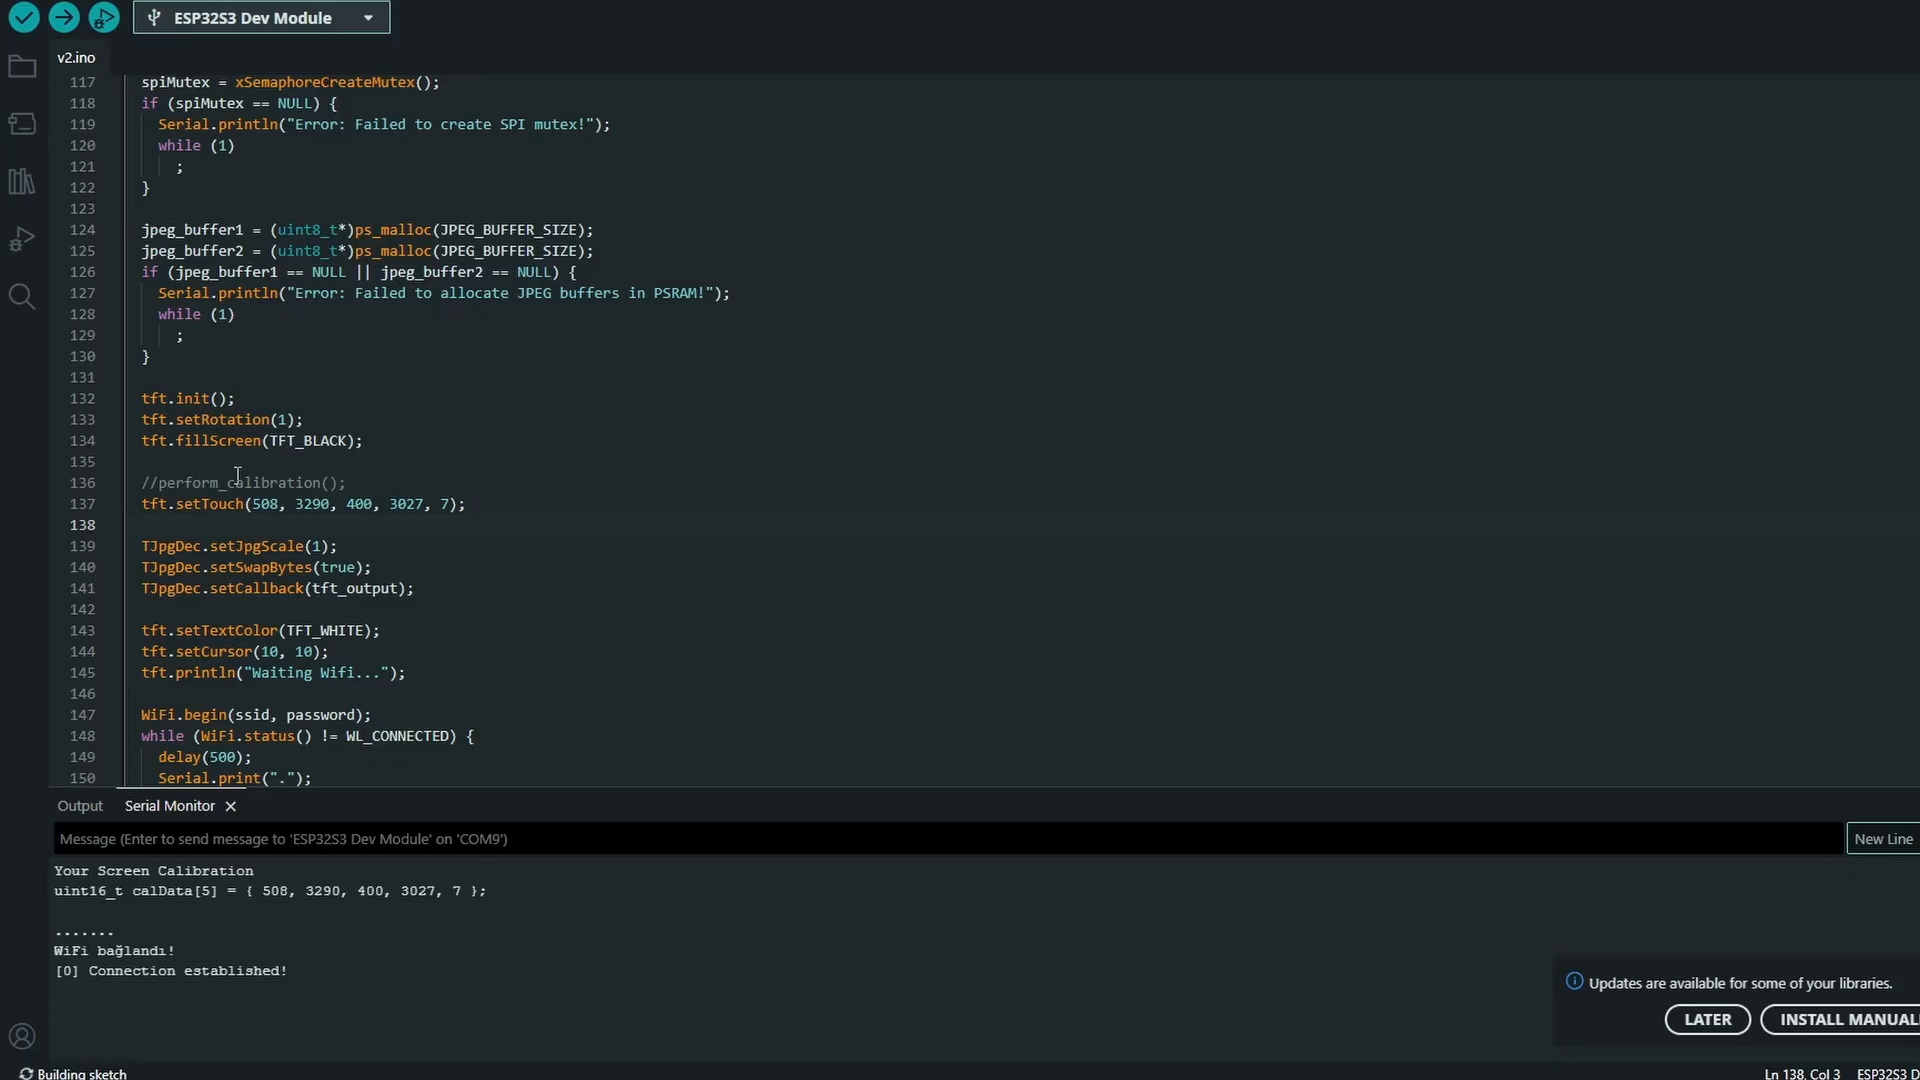 ESP32S3 Dev Module
v2.ino
117 spiMutex = xSemaphoreCreateMutex();
118 if (spiMutex == NULL) {
119 Serial.println("Error: Failed to create SPI mutex!");
120 while (1)
121 ;
122 }
123
124 jpeg_buffer1 = (uint8_t*)ps_malloc(JPEG_BUFFER_SIZE);
125 jpeg_buffer2 = (uint8_t*)ps_malloc(JPEG_BUFFER_SIZE);
126 if (jpeg_buffer1 == NULL || jpeg_buffer2 == NULL) {
127 Serial.println("Error: Failed to allocate JPEG buffers in PSRAM!");
128 while (1)
129 ;
130 }
131
132 tft.init();
133 tft.setRotation(1);
134 tft.fillScreen(TFT_BLACK);
135
136 //perform_calibration();
137 tft.setTouch(508, 3290, 400, 3027, 7);
138
139 TJpgDec.setJpgScale(1);
140 TJpgDec.setSwapBytes(true);
141 TJpgDec.setCallback(tft_output);
142
143 tft.setTextColor(TFT_WHITE);
144 tft.setCursor(10, 10);
145 tft.println("Waiting Wifi...");
146
147 WiFi.begin(ssid, password);
148 while (WiFi.status() != WL_CONNECTED) {
149 delay(500);
150 Serial.print(".");
Output Serial Monitor
Message (Enter to send message to 'ESP32S3 Dev Module' on 'COM9')
New Line
Your Screen Calibration
uint16_t calData[5] = { 508, 3290, 400, 3027, 7 };
.......
WiFi bağlandı!
[0] Connection established!
Updates are available for some of your libraries.
LATER INSTALL MANUAL
Building sketch
Ln 138, Col 3 ESP32S3 D